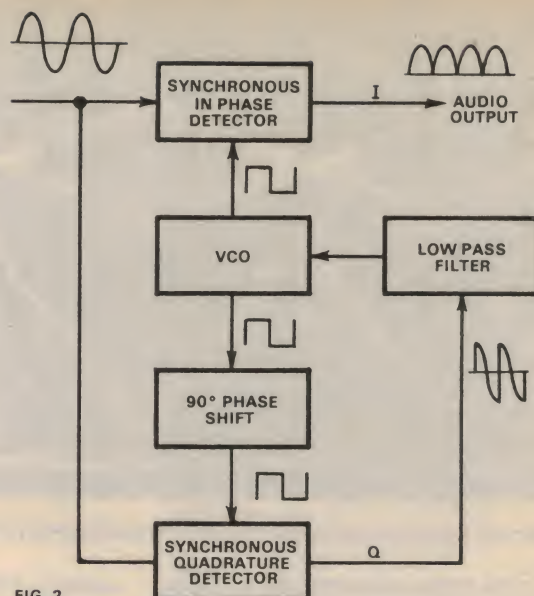 SYNCHRONOUS
IN PHASE
DETECTOR
I
AUDIO
OUTPUT
VCO
LOW PASS
FILTER
90° PHASE
SHIFT
SYNCHRONOUS
QUADRATURE
DETECTOR
Q
FIG. 2